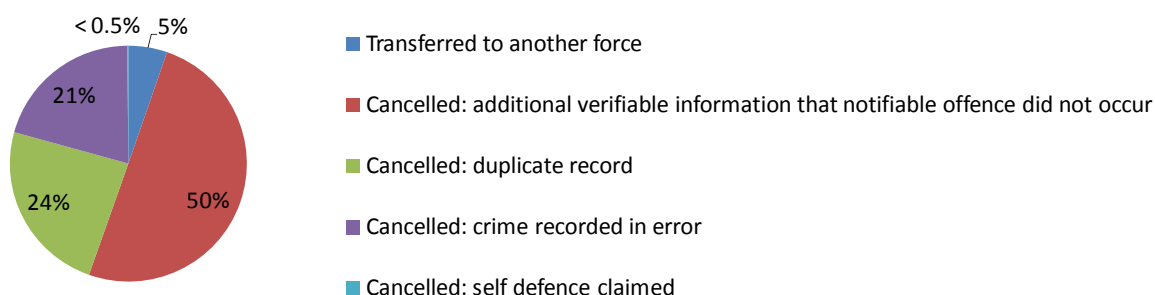 < 0.5%
5%
Transferred to another force
21%
Cancelled: additional verifiable information that notifiable offence did not occur
Cancelled: duplicate record
24%
50%
Cancelled: crime recorded in error
Cancelled: self defence claimed